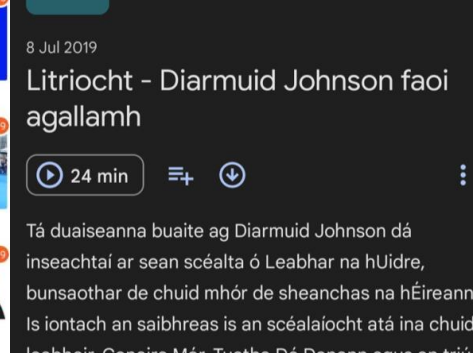 8 Jul 2019
Litriocht - Diarmuid Johnson faoi
agallamh
24 min
Tá duaiseanna buaite ag Diarmuid Johnson dá
inseachtaí ar sean scéalta ó Leabhar na hUidre,
bunsaothar de chuid mhór de sheanchas na hÉireann
Is iontach an saibhreas is an scéalaíocht atá ina chuid